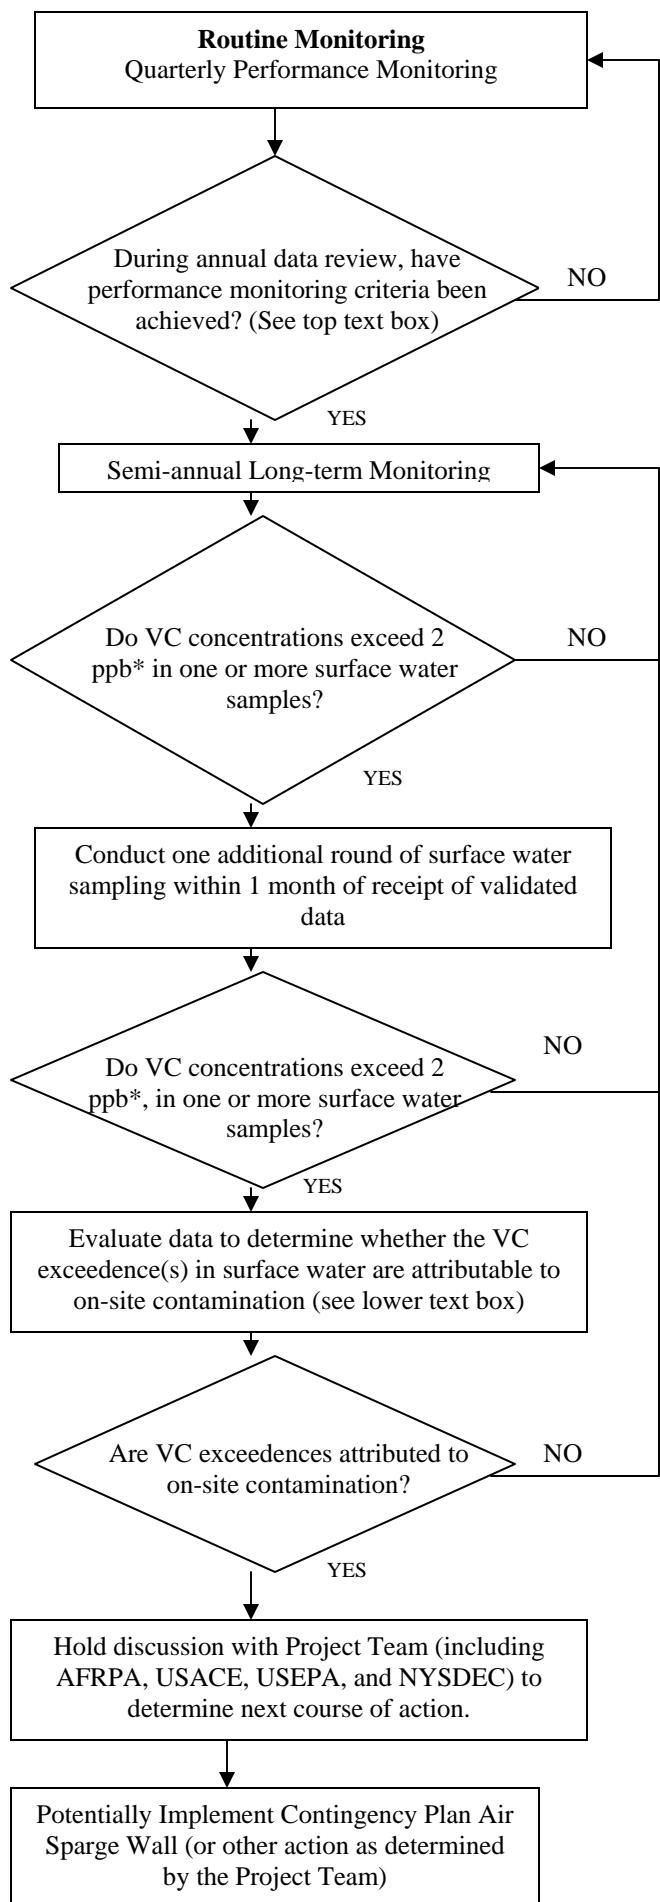 Routine Monitoring
Quarterly Performance Monitoring
During annual data review, have
performance monitoring criteria been
achieved? (See top text box)
NO
YES
Semi-annual Long-term Monitoring
Do VC concentrations exceed 2
ppb* in one or more surface water
samples?
NO
YES
Conduct one additional round of surface water
sampling within 1 month of receipt of validated
data
Do VC concentrations exceed 2
ppb*, in one or more surface water
samples?
NO
YES
Evaluate data to determine whether the VC
exceedence(s) in surface water are attributable to
on-site contamination (see lower text box)
Are VC exceedences attributed to
on-site contamination?
NO
YES
Hold discussion with Project Team (including
AFRPA, USACE, USEPA, and NYSDEC) to
determine next course of action.
Potentially Implement Contingency Plan Air
Sparge Wall (or other action as determined
by the Project Team)